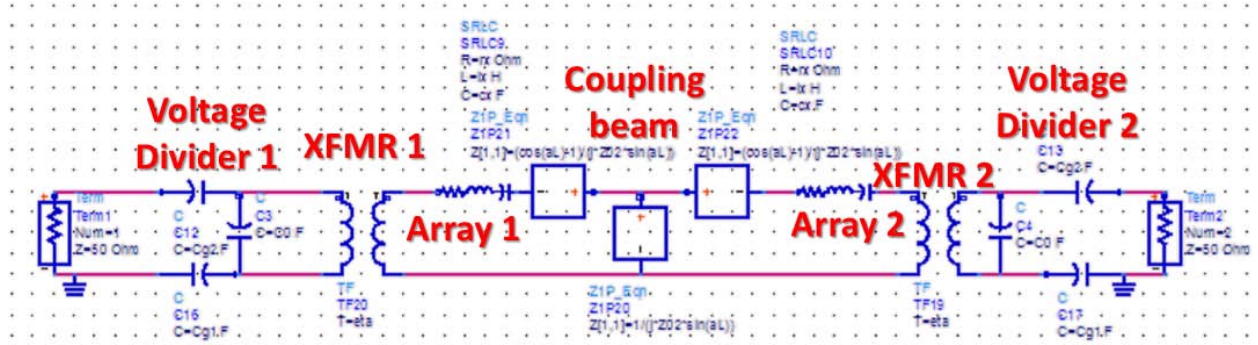 SRLC
SRLC9
R=rx Ohm
L=lx H
C=cx F
SRLC
SRLC10
R=rx Ohm
L=lx H
C=cx F
Coupling
beam
Voltage
Divider 1
XFMR 1
Z1P_Eqn
Z1P21
Z[1,1]=(cos(aL)-1)/(j*Z02*sin(aL))
Z1P_Eqn
Z1P22
Z[1,1]=(cos(aL)-1)/(j*Z02*sin(aL))
Voltage
Divider 2
C13
C=Cg2 F
XFMR 2
Term
Term1
Num=1
Z=50 Ohm
C
C12
C=Cg2 F
C
C3
C=C0 F
Array 1
Array 2
C
C4
C=C0 F
Term
Term2
Num=2
Z=50 Ohm
C
C16
C=Cg1 F
TF
TF20
T=eta
Z1P_Eqn
Z1P20
Z[1,1]=1/(j*Z02*sin(aL))
TF
TF19
T=eta
C
C17
C=Cg1 F